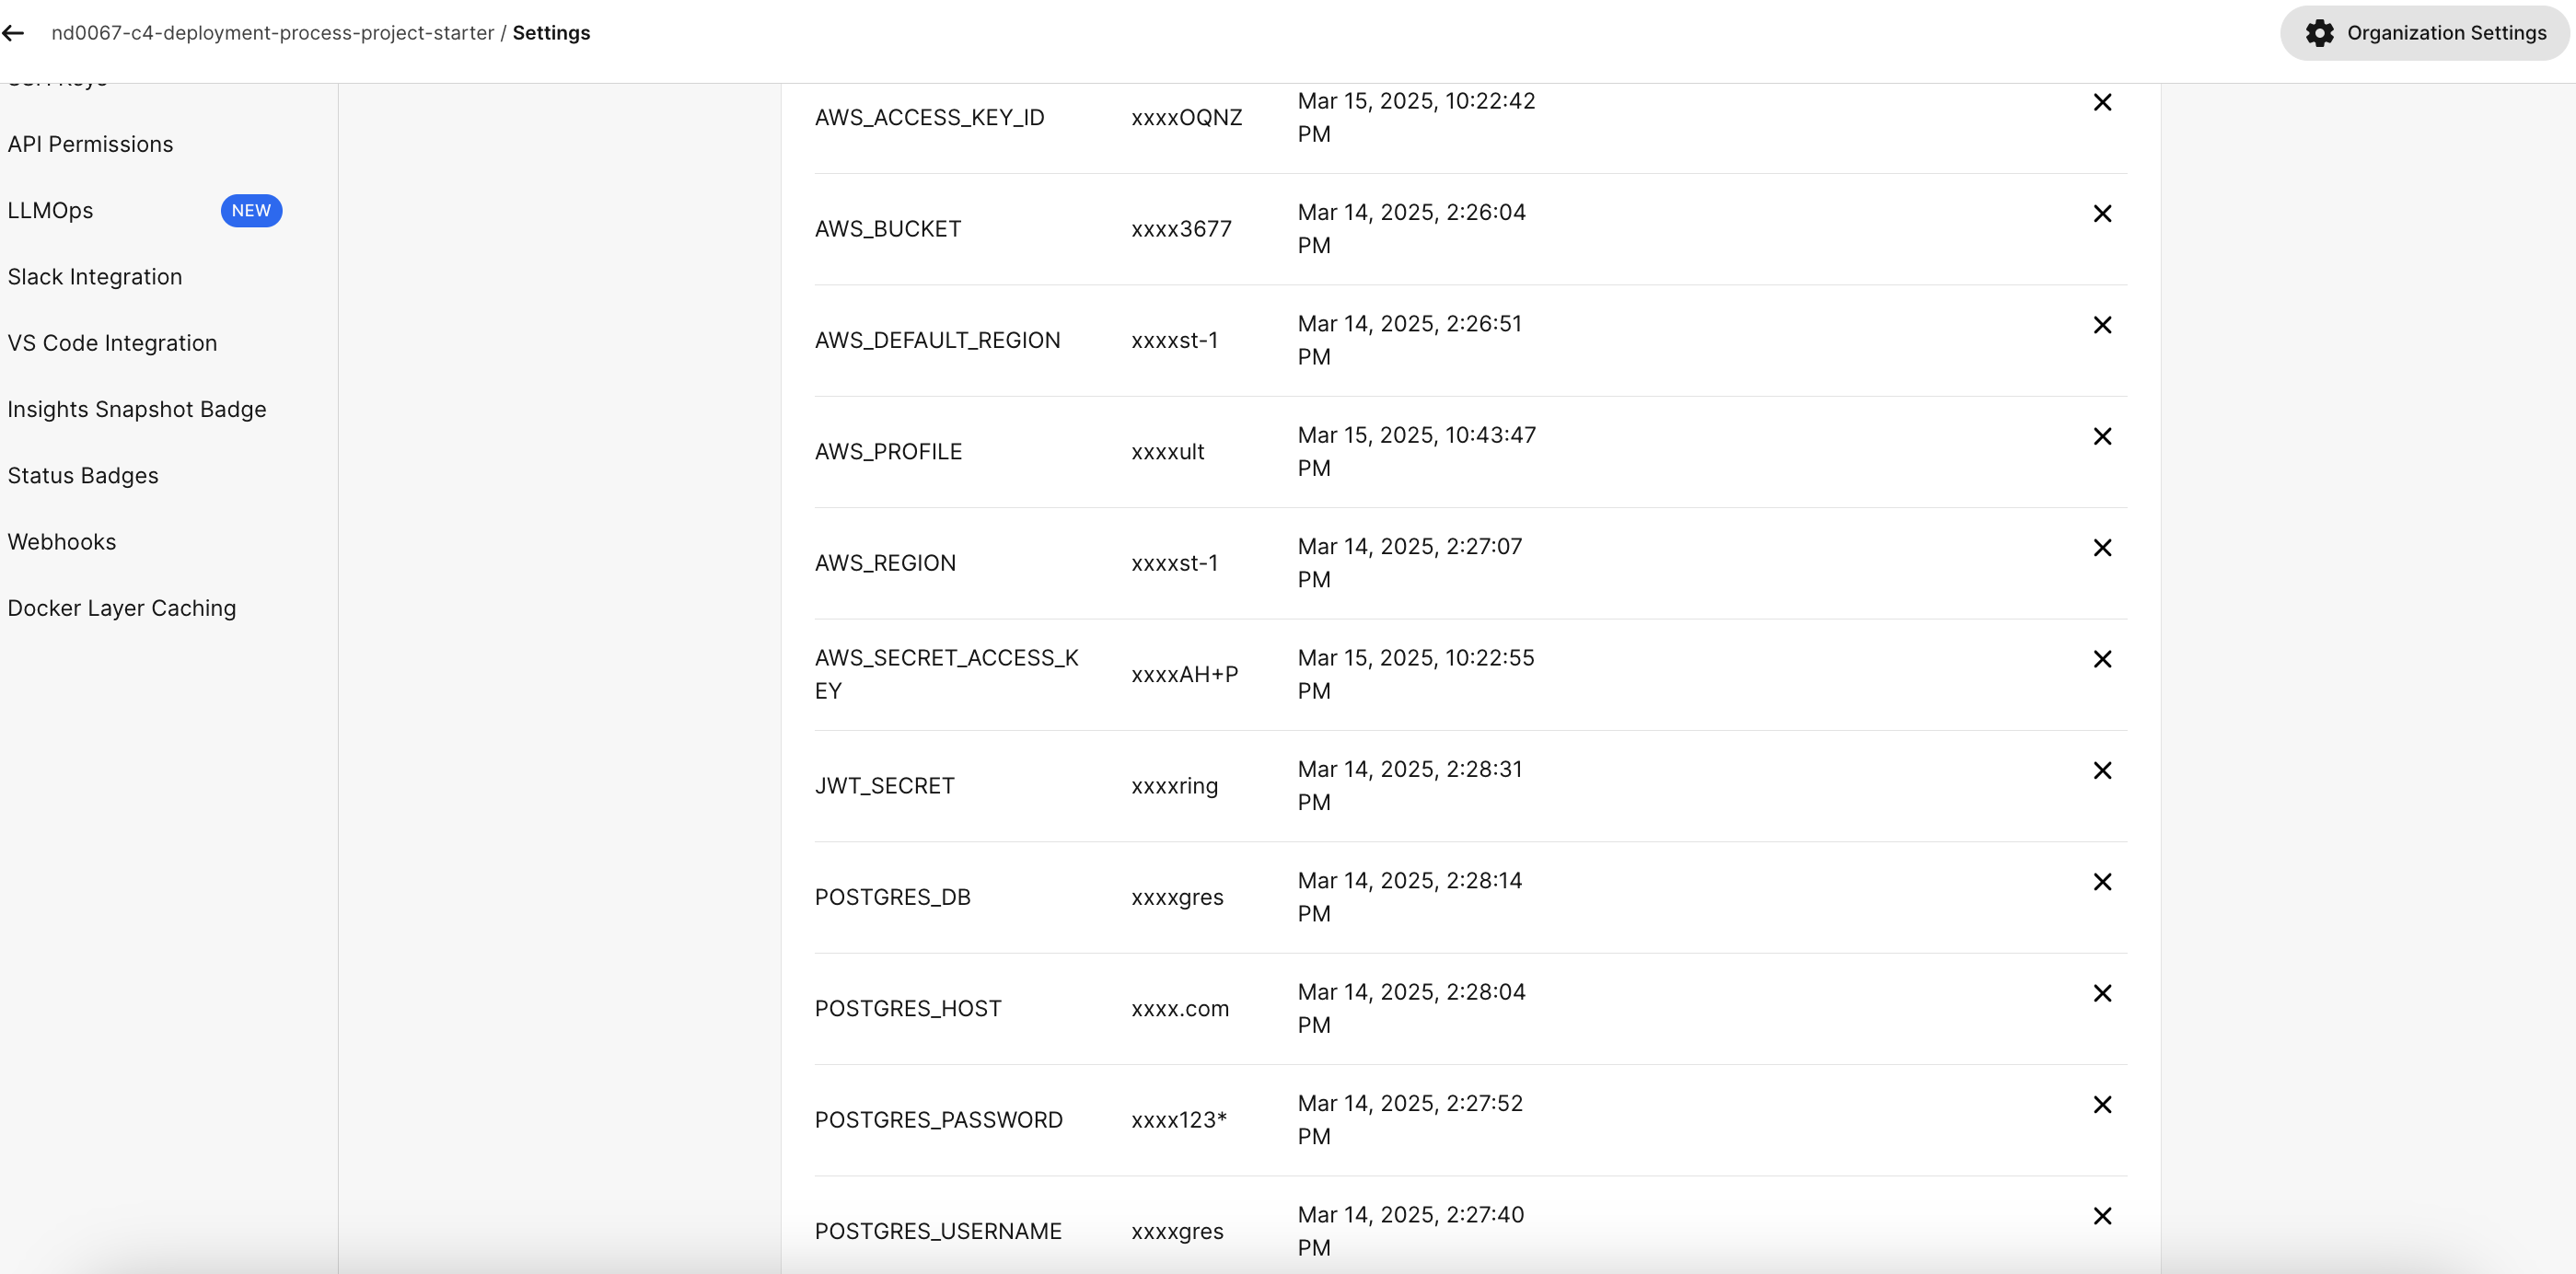 nd0067-c4-deployment-process-project-starter / Settings
Organization Settings
API Permissions
LLMOps NEW
Slack Integration
VS Code Integration
Insights Snapshot Badge
Status Badges
Webhooks
Docker Layer Caching
AWS_ACCESS_KEY_ID xxxxOQNZ Mar 15, 2025, 10:22:42
PM
AWS_BUCKET xxxx3677 Mar 14, 2025, 2:26:04
PM
AWS_DEFAULT_REGION xxxxst-1 Mar 14, 2025, 2:26:51
PM
AWS_PROFILE xxxxult Mar 15, 2025, 10:43:47
PM
AWS_REGION xxxxst-1 Mar 14, 2025, 2:27:07
PM
AWS_SECRET_ACCESS_K
EY xxxxAH+P Mar 15, 2025, 10:22:55
PM
JWT_SECRET xxxxring Mar 14, 2025, 2:28:31
PM
POSTGRES_DB xxxxgres Mar 14, 2025, 2:28:14
PM
POSTGRES_HOST xxxx.com Mar 14, 2025, 2:28:04
PM
POSTGRES_PASSWORD xxxx123* Mar 14, 2025, 2:27:52
PM
POSTGRES_USERNAME xxxxgres Mar 14, 2025, 2:27:40
PM